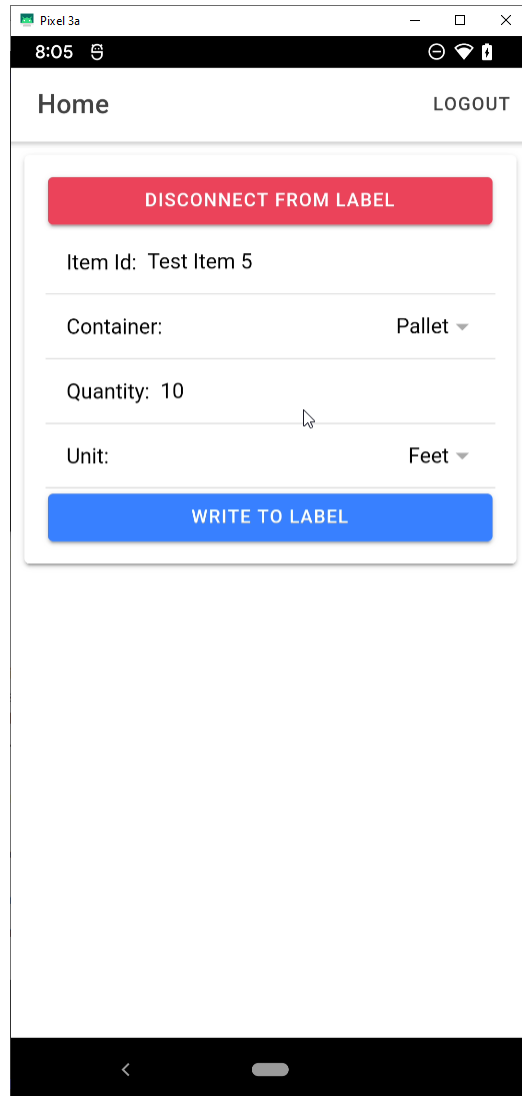 Pixel 3a
8:05
Home LOGOUT
DISCONNECT FROM LABEL
Item Id: Test Item 5
Container: Pallet
Quantity: 10
Unit: Feet
WRITE TO LABEL